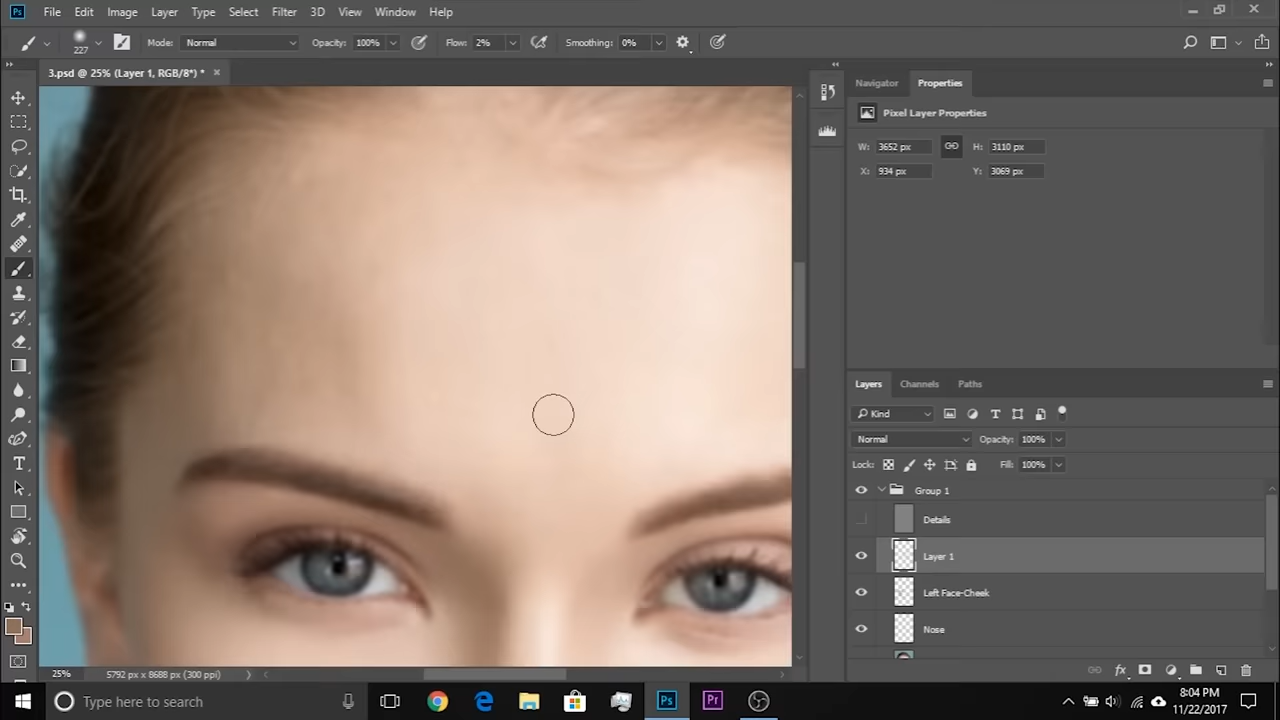 Ps File Edit Image Layer Type Select Filter 3D View Window Help
227 Mode: Normal Opacity: 100% Flow: 2% Smoothing: 0%
3.psd @ 25% (Layer 1, RGB/8*) * ×
Navigator Properties
Pixel Layer Properties
W: 3652 px H: 3110 px
X: 934 px Y: 3069 px
Layers Channels Paths
Kind
Normal Opacity: 100%
Lock: Fill: 100%
Group 1
Details
Layer 1
Left Face-Cheek
Nose
25% 5792 px x 8688 px (300 ppi)
Type here to search
Ps Pr
8:04 PM
11/22/2017